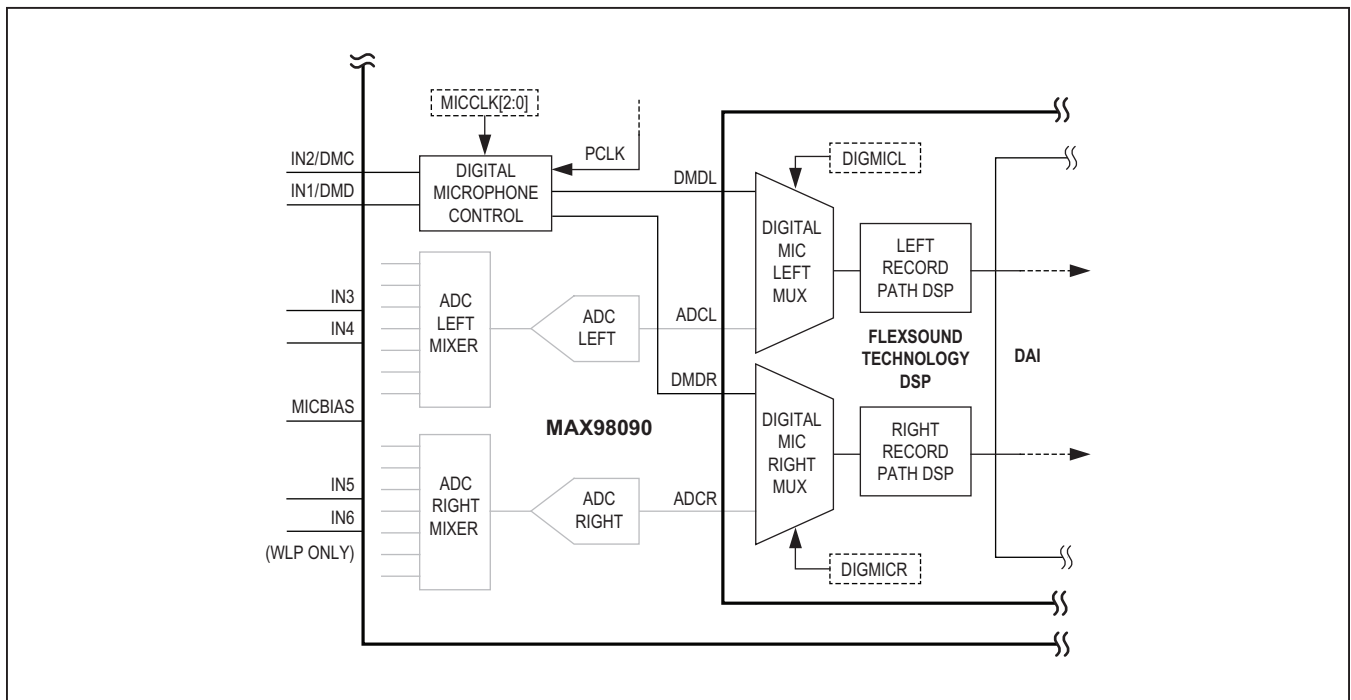 MICCLK[2:0]
PCLK
IN2/DMC
IN1/DMD
DIGITAL
MICROPHONE
CONTROL
DMDL
DIGMICL
DIGITAL
MIC
LEFT
MUX
LEFT
RECORD
PATH DSP
IN3
IN4
ADC
LEFT
MIXER
ADC
LEFT
ADCL
FLEXSOUND
TECHNOLOGY
DSP
DAI
DMDR
MICBIAS
MAX98090
DIGITAL
MIC
RIGHT
MUX
RIGHT
RECORD
PATH DSP
IN5
IN6
(WLP ONLY)
ADC
RIGHT
MIXER
ADC
RIGHT
ADCR
DIGMICR